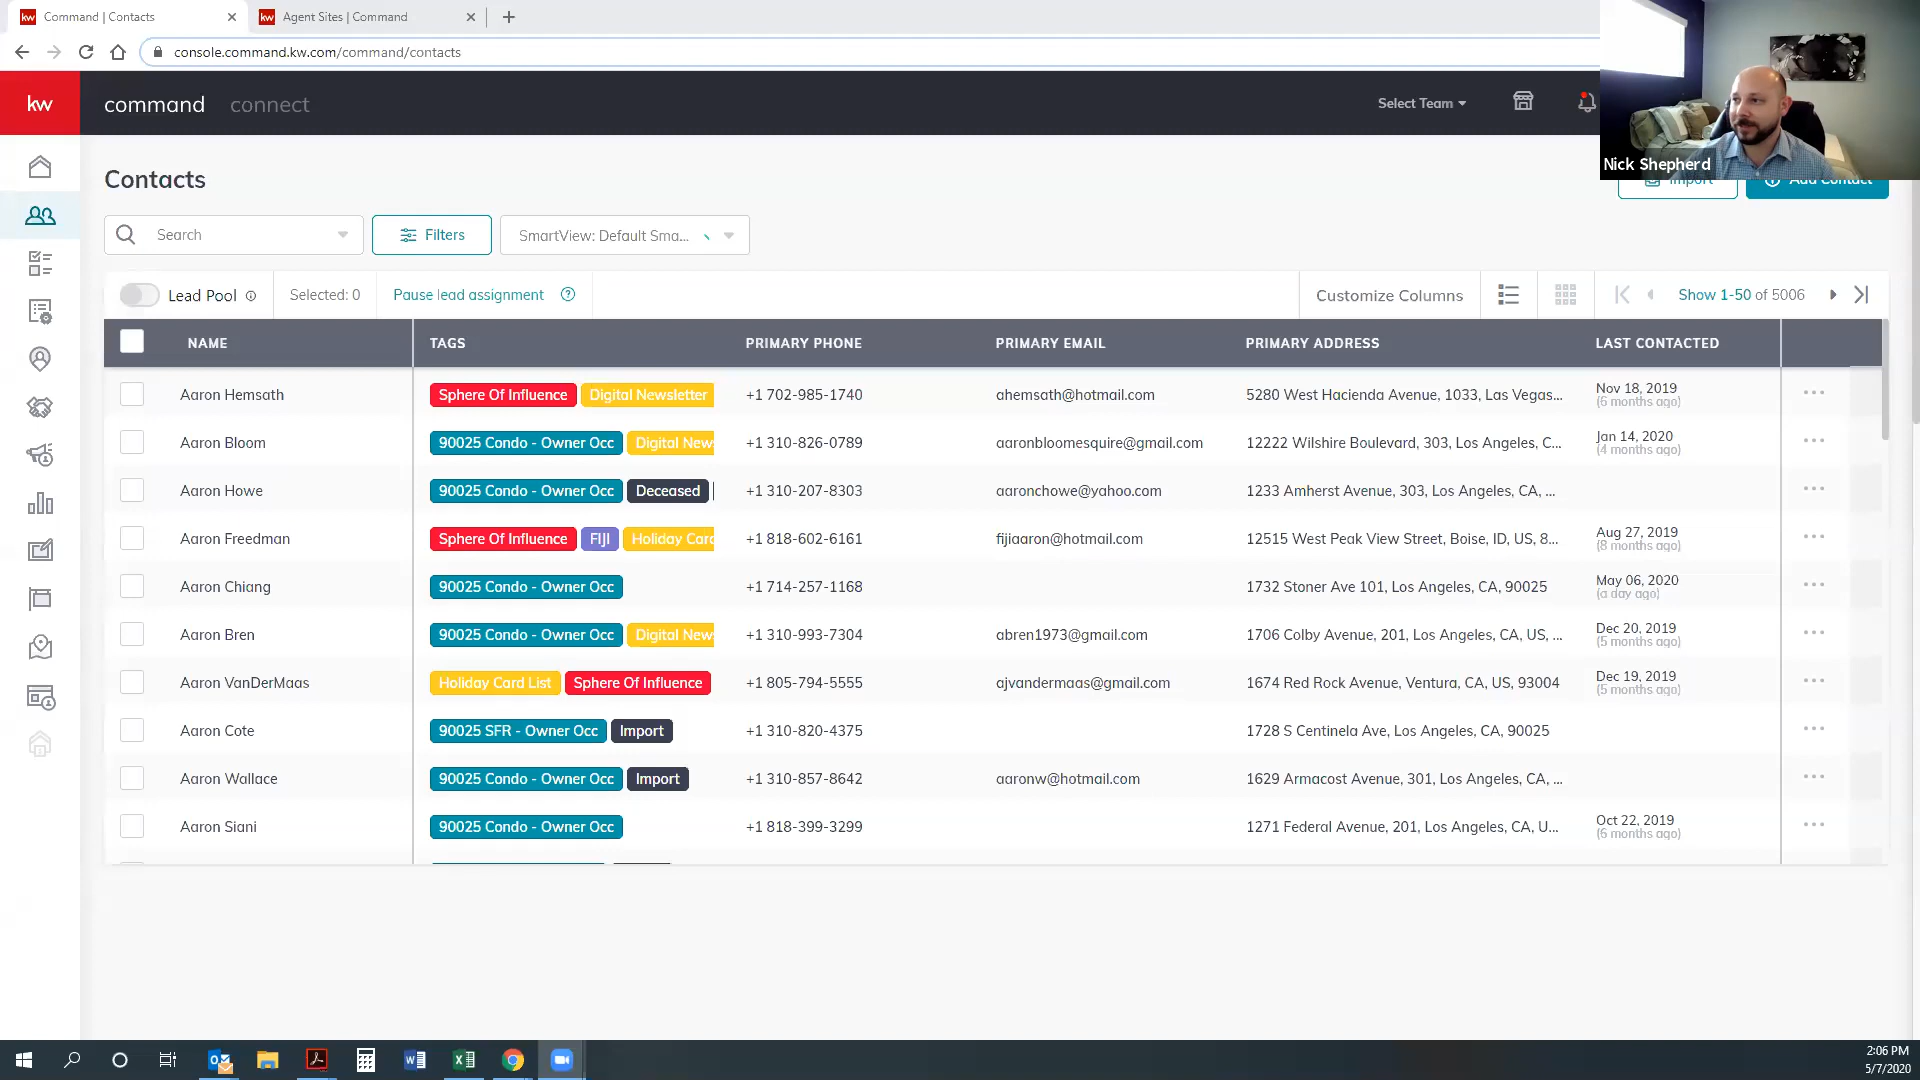 Command | Contacts
Agent Sites | Command
console.command.kw.com/command/contacts
kw
command connect
Select Team
Nick Shepherd
Contacts
Import
Add Contact
Search
Filters
SmartView: Default Sma...
Lead Pool
Selected: 0
Pause lead assignment
Customize Columns
Show 1-50 of 5006
NAME TAGS PRIMARY PHONE PRIMARY EMAIL PRIMARY ADDRESS LAST CONTACTED
Aaron Hemsath Sphere Of Influence Digital Newsletter +1 702-985-1740 ahemsath@hotmail.com 5280 West Hacienda Avenue, 1033, Las Vegas... Nov 18, 2019
(6 months ago)
Aaron Bloom 90025 Condo - Owner Occ Digital News +1 310-826-0789 aaronbloomesquire@gmail.com 12222 Wilshire Boulevard, 303, Los Angeles, C... Jan 14, 2020
(4 months ago)
Aaron Howe 90025 Condo - Owner Occ Deceased +1 310-207-8303 aaronchowe@yahoo.com 1233 Amherst Avenue, 303, Los Angeles, CA, ...
Aaron Freedman Sphere Of Influence FIJI Holiday Card +1 818-602-6161 fijiaaron@hotmail.com 12515 West Peak View Street, Boise, ID, US, 8... Aug 27, 2019
(8 months ago)
Aaron Chiang 90025 Condo - Owner Occ +1 714-257-1168 1732 Stoner Ave 101, Los Angeles, CA, 90025 May 06, 2020
(a day ago)
Aaron Bren 90025 Condo - Owner Occ Digital News +1 310-993-7304 abren1973@gmail.com 1706 Colby Avenue, 201, Los Angeles, CA, US, ... Dec 20, 2019
(5 months ago)
Aaron VanDerMaas Holiday Card List Sphere Of Influence +1 805-794-5555 ajvandermaas@gmail.com 1674 Red Rock Avenue, Ventura, CA, US, 93004 Dec 19, 2019
(5 months ago)
Aaron Cote 90025 SFR - Owner Occ Import +1 310-820-4375 1728 S Centinela Ave, Los Angeles, CA, 90025
Aaron Wallace 90025 Condo - Owner Occ Import +1 310-857-8642 aaronw@hotmail.com 1629 Armacost Avenue, 301, Los Angeles, CA, ...
Aaron Siani 90025 Condo - Owner Occ +1 818-399-3299 1271 Federal Avenue, 201, Los Angeles, CA, U... Oct 22, 2019
(6 months ago)
2:06 PM
5/7/2020